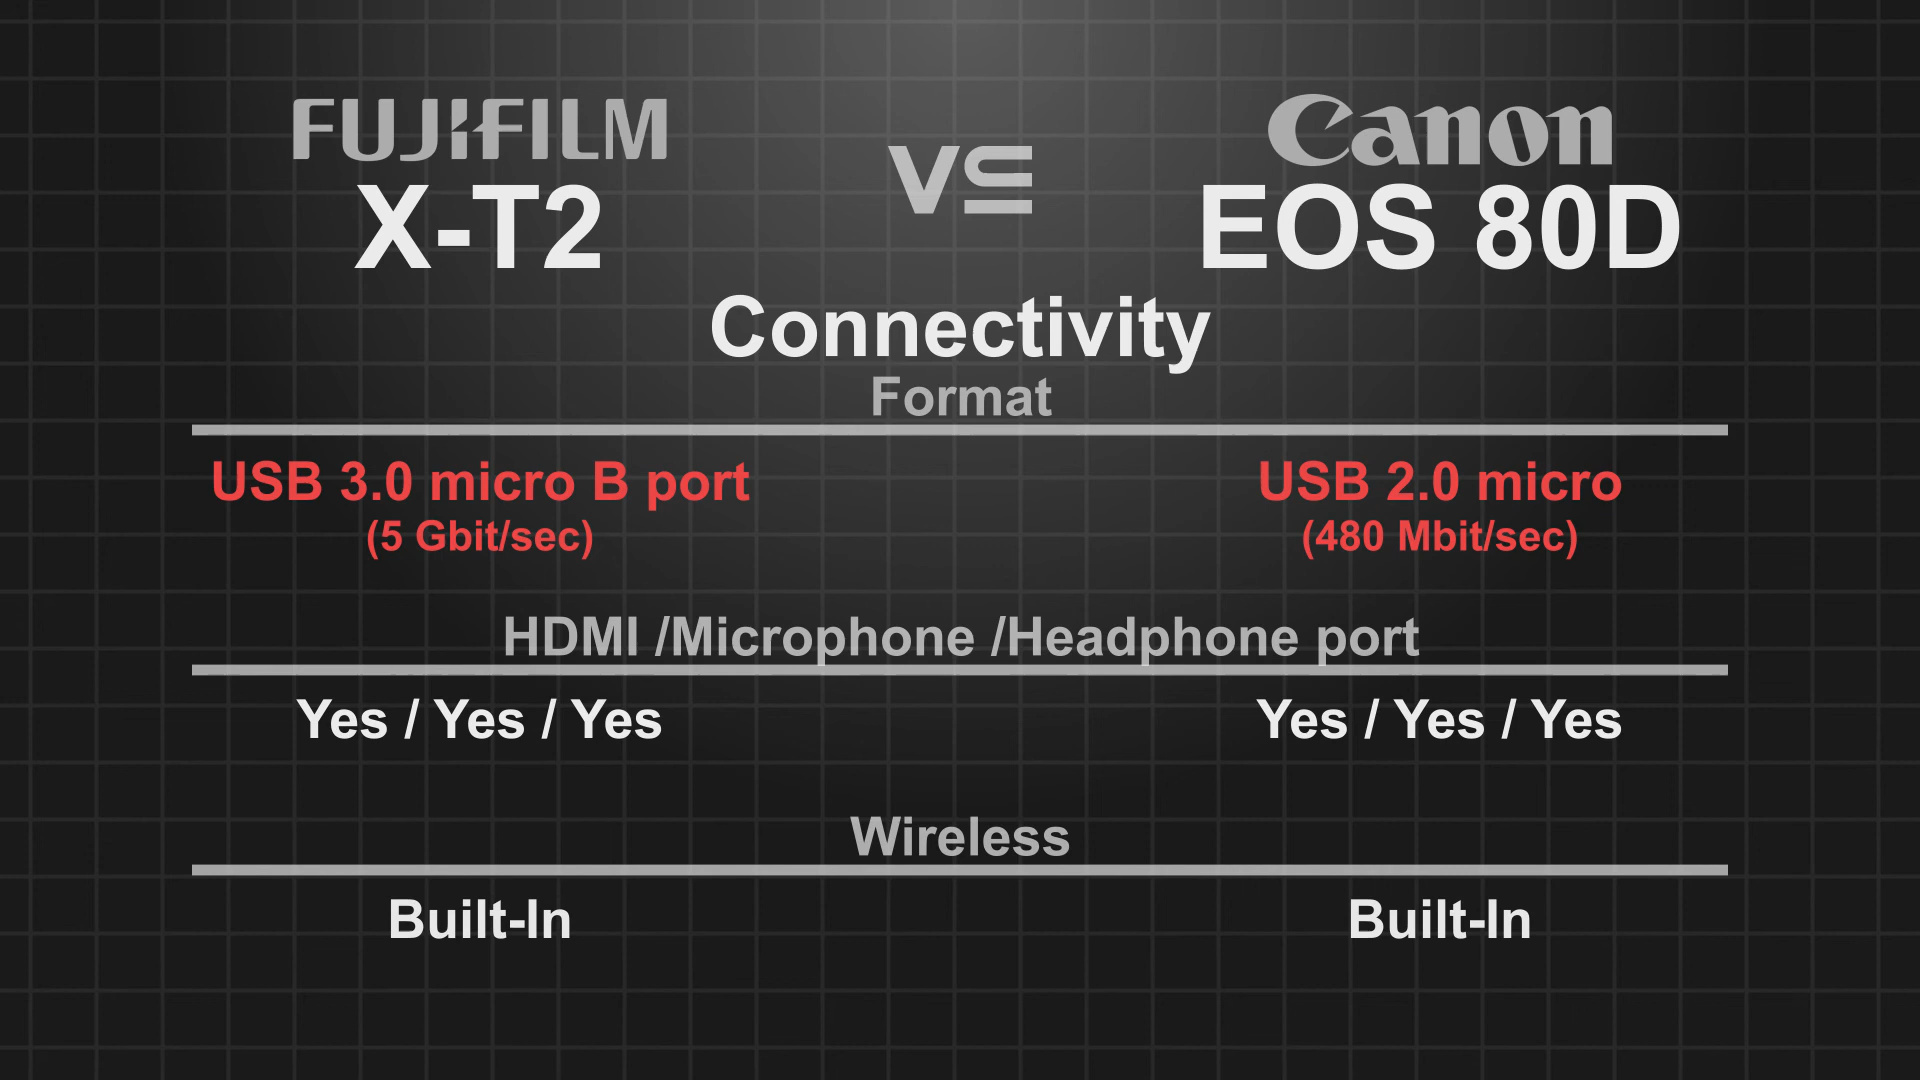 FUJIFILM
X-T2
VS
Canon
EOS 80D
Connectivity
Format
USB 3.0 micro B port
(5 Gbit/sec)
USB 2.0 micro
(480 Mbit/sec)
HDMI /Microphone /Headphone port
Yes / Yes / Yes
Yes / Yes / Yes
Wireless
Built-In
Built-In